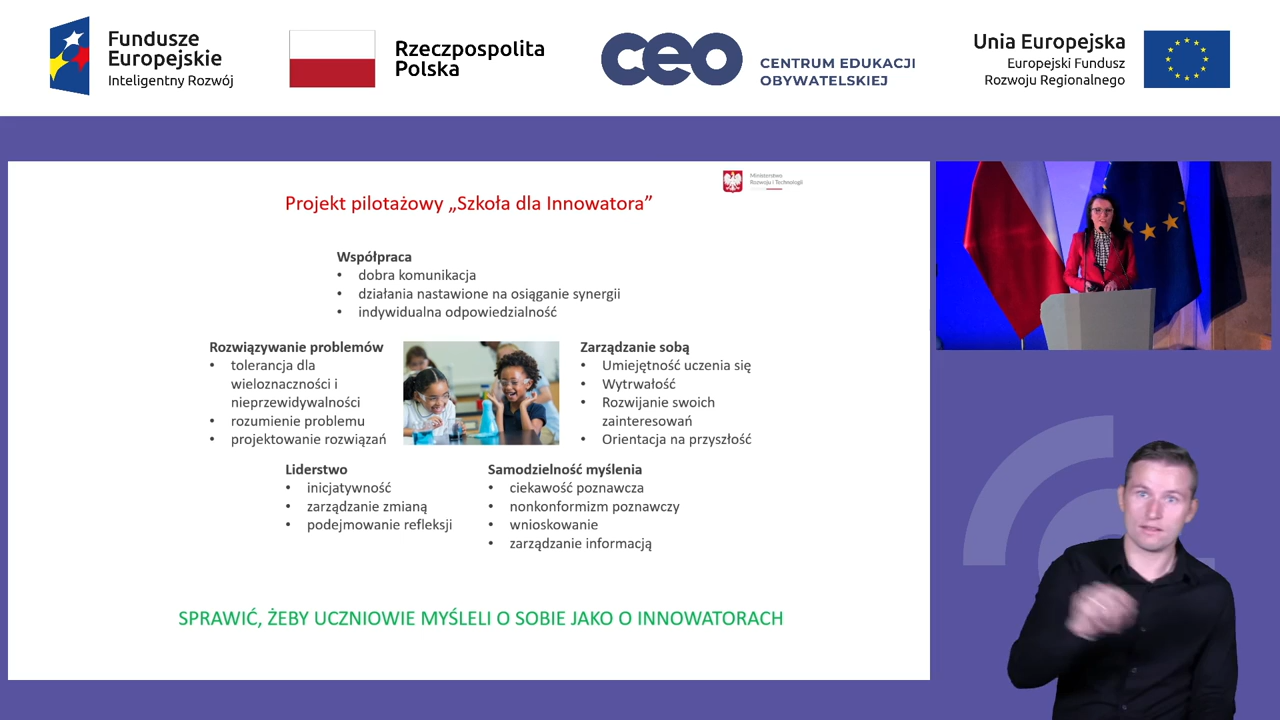 Fundusze
Europejskie
Inteligentny Rozwój
Rzeczpospolita
Polska
ceo
CENTRUM EDUKACJI
OBYWATELSKIEJ
Unia Europejska
Europejski Fundusz
Rozwoju Regionalnego
Ministerstwo
Rozwoju i Technologii
Projekt pilotażowy „Szkoła dla Innowatora”
Współpraca
• dobra komunikacja
• działania nastawione na osiąganie synergii
• indywidualna odpowiedzialność
Rozwiązywanie problemów
• tolerancja dla
wieloznaczności i
nieprzewidywalności
• rozumienie problemu
• projektowanie rozwiązań
Zarządzanie sobą
• Umiejętność uczenia się
• Wytrwałość
• Rozwijanie swoich
zainteresowań
• Orientacja na przyszłość
Liderstwo
• inicjatywność
• zarządzanie zmianą
• podejmowanie refleksji
Samodzielność myślenia
• ciekawość poznawcza
• nonkonformizm poznawczy
• wnioskowanie
• zarządzanie informacją
SPRAWIĆ, ŻEBY UCZNIOWIE MYŚLELI O SOBIE JAKO O INNOWATORACH